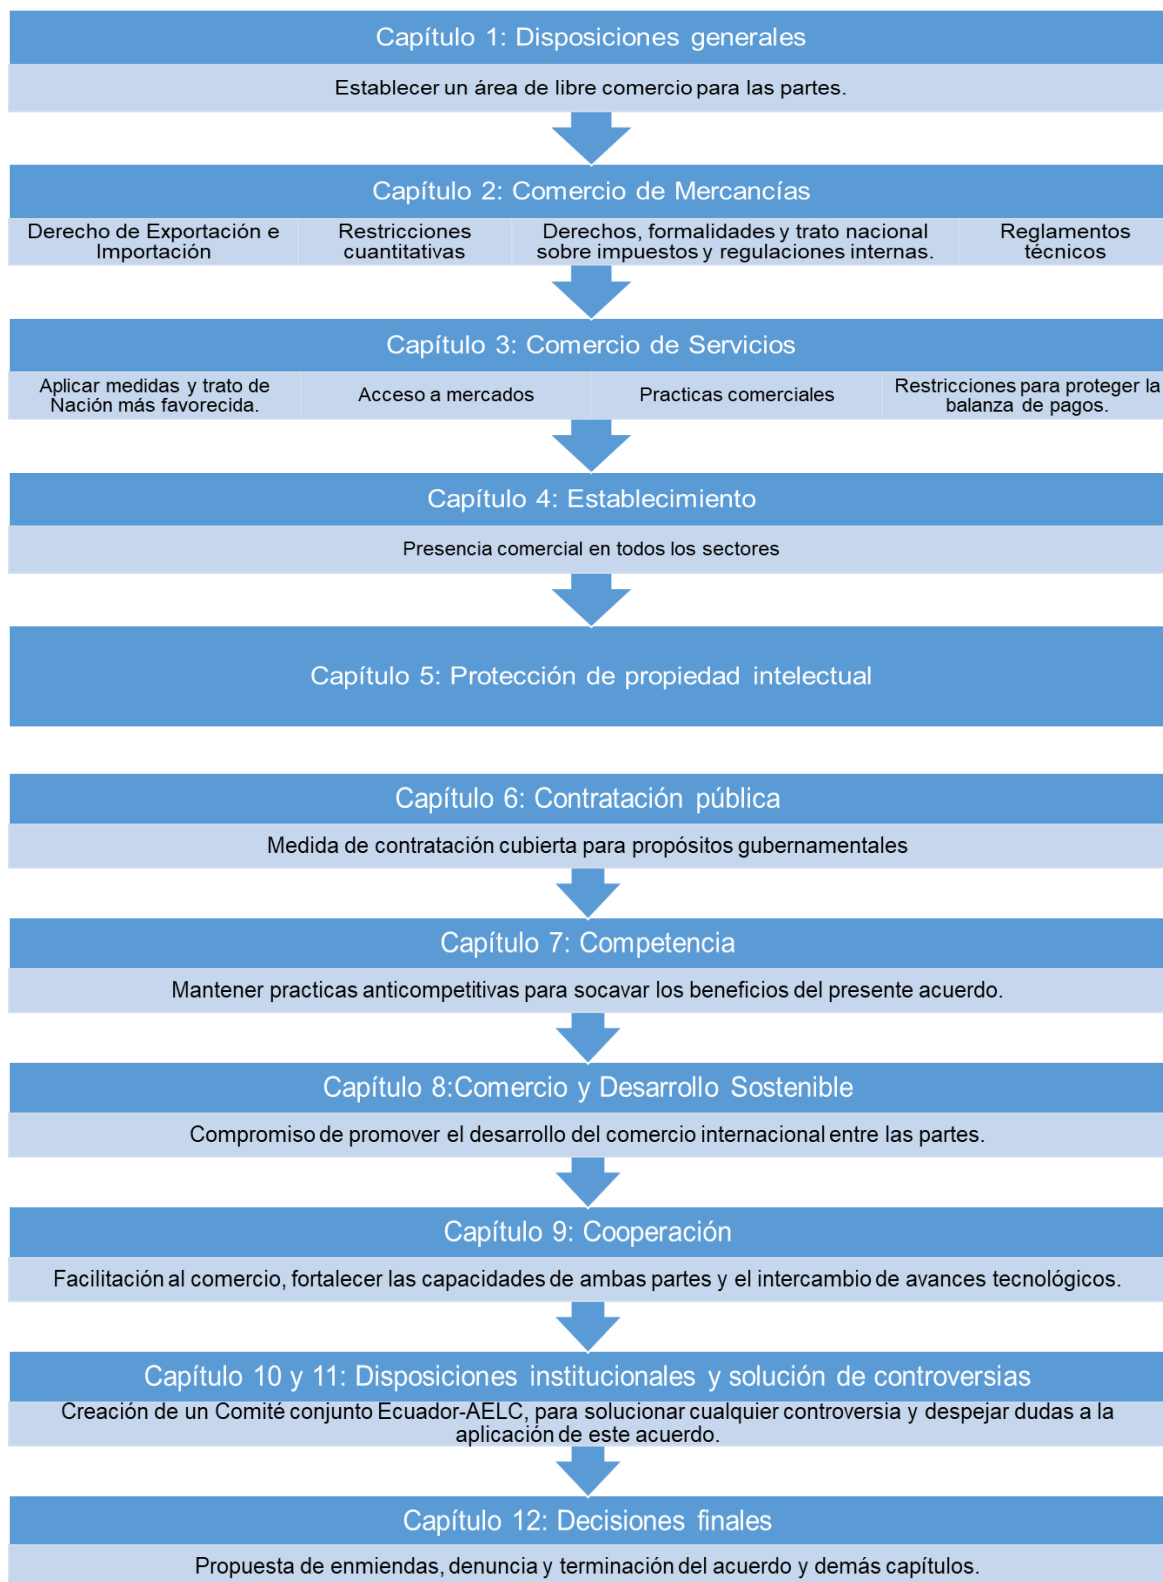 Capítulo 1: Disposiciones generales
Establecer un área de libre comercio para las partes.
Capítulo 2: Comercio de Mercancías
Derecho de Exportación e
Importación
Restricciones
cuantitativas
Derechos, formalidades y trato nacional
sobre impuestos y regulaciones internas.
Reglamentos
técnicos
Capítulo 3: Comercio de Servicios
Aplicar medidas y trato de
Nación más favorecida.
Acceso a mercados
Practicas comerciales
Restricciones para proteger la
balanza de pagos.
Capítulo 4: Establecimiento
Presencia comercial en todos los sectores
Capítulo 5: Protección de propiedad intelectual
Capítulo 6: Contratación pública
Medida de contratación cubierta para propósitos gubernamentales
Capítulo 7: Competencia
Mantener practicas anticompetitivas para socavar los beneficios del presente acuerdo.
Capítulo 8:Comercio y Desarrollo Sostenible
Compromiso de promover el desarrollo del comercio internacional entre las partes.
Capítulo 9: Cooperación
Facilitación al comercio, fortalecer las capacidades de ambas partes y el intercambio de avances tecnológicos.
Capítulo 10 y 11: Disposiciones institucionales y solución de controversias
Creación de un Comité conjunto Ecuador-AELC, para solucionar cualquier controversia y despejar dudas a la
aplicación de este acuerdo.
Capítulo 12: Decisiones finales
Propuesta de enmiendas, denuncia y terminación del acuerdo y demás capítulos.